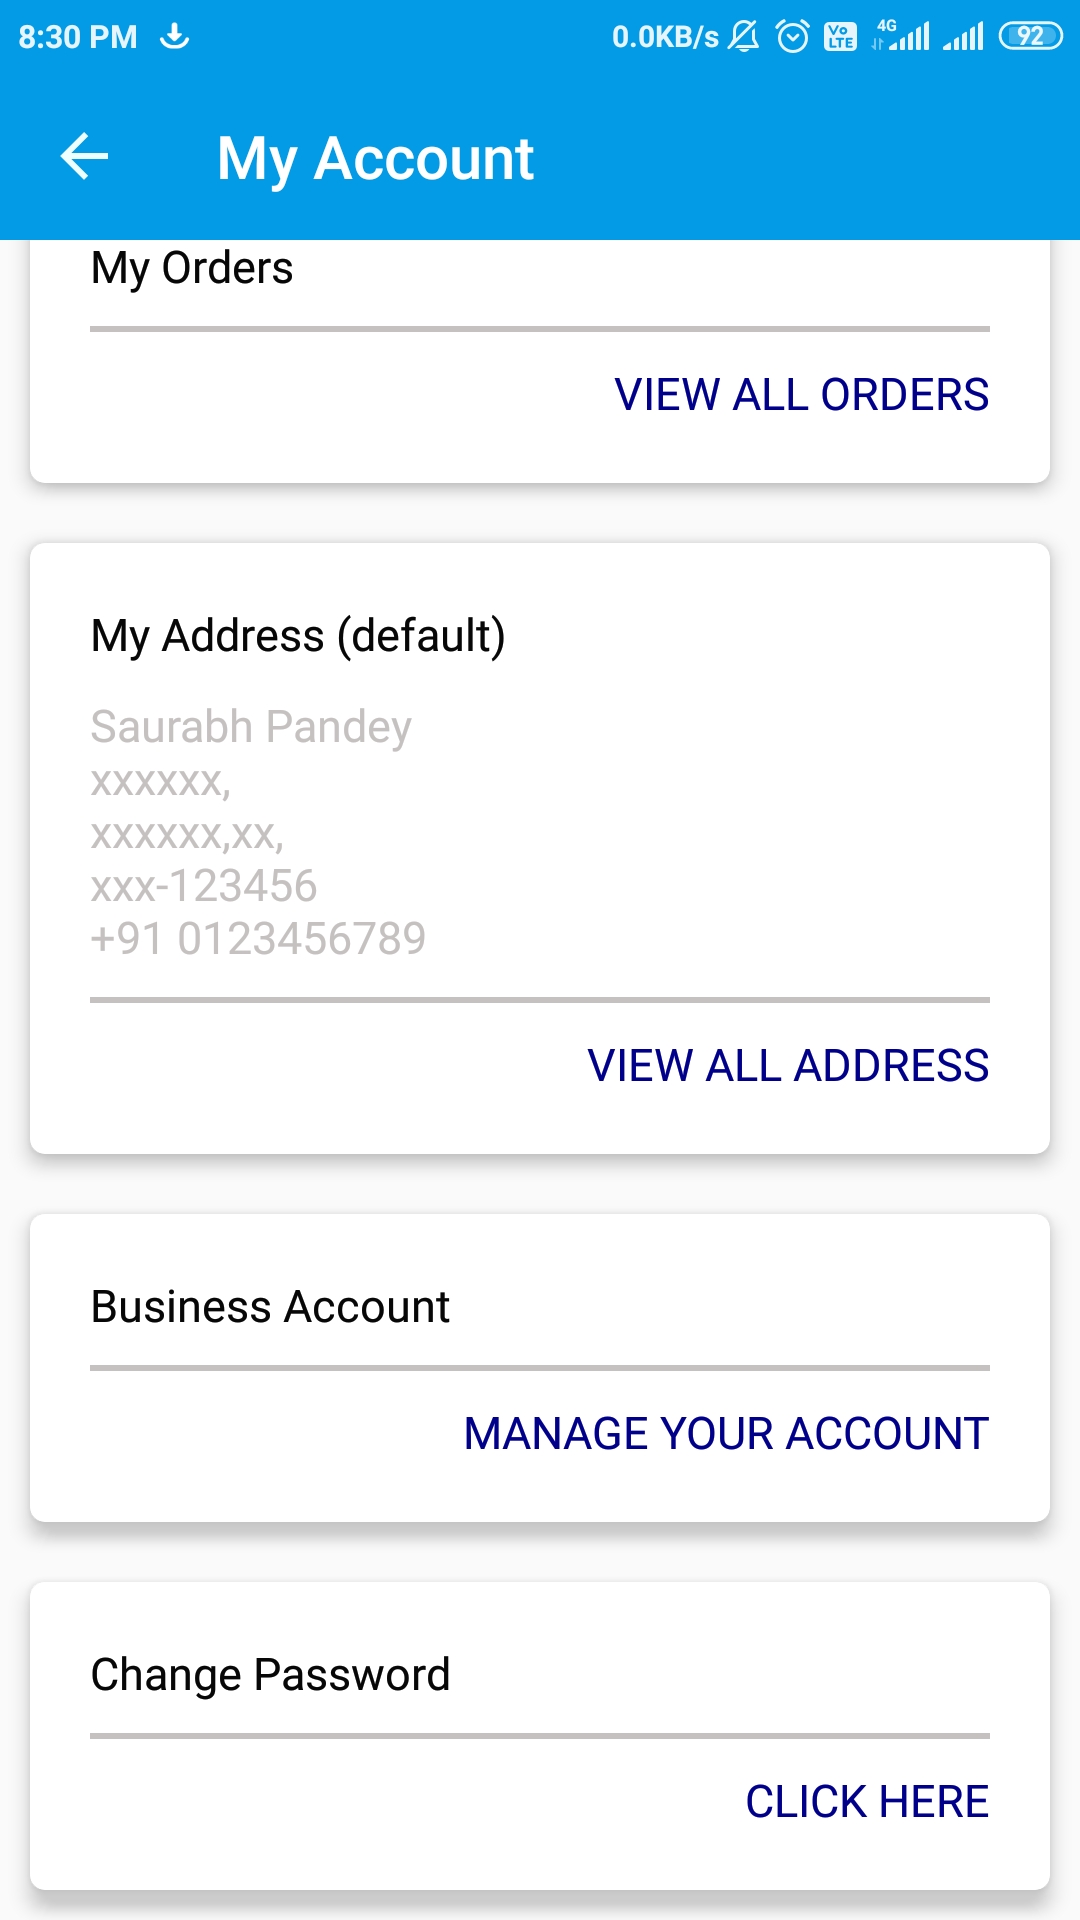 8:30 PM 0.0KB/s VoLTE 4G 92
My Account
My Orders
VIEW ALL ORDERS
My Address (default)
Saurabh Pandey
xxxxxx,
xxxxxx,xx,
xxx-123456
+91 0123456789
VIEW ALL ADDRESS
Business Account
MANAGE YOUR ACCOUNT
Change Password
CLICK HERE